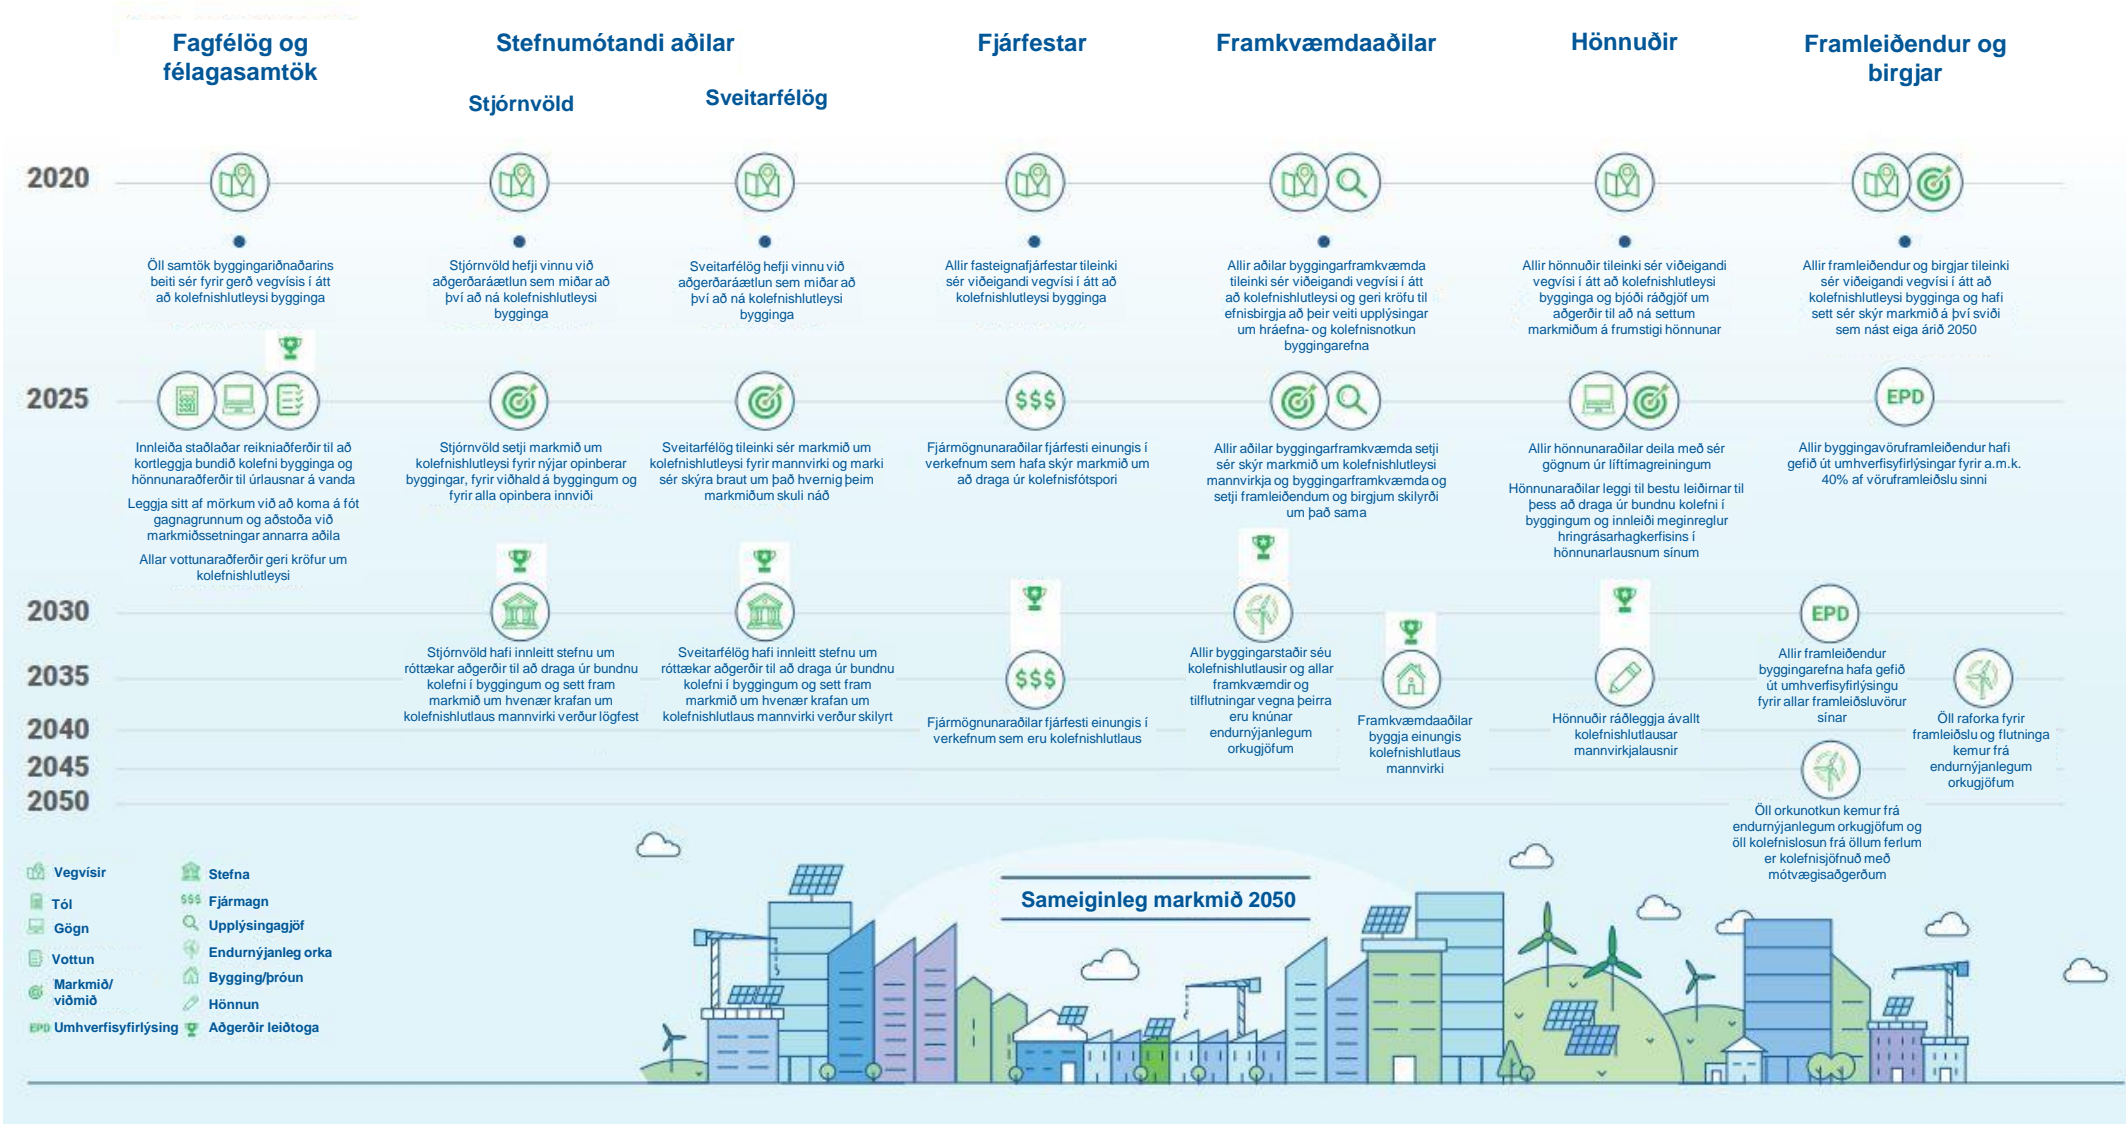 Fagfélög og
félagasamtök
Stefnumótandi aðilar
Stjórnvöld
Sveitarfélög
Fjárfestar
Framkvæmdaaðilar
Hönnuðir
Framleiðendur og
birgjar
2020
Öll samtök byggingariðnaðarins
beiti sér fyrir gerð vegvísis í átt
að kolefnishlutleysi bygginga
Stjórnvöld hefji vinnu við
aðgerðaráætlun sem miðar að
því að ná kolefnishlutleysi
bygginga
Sveitarfélög hefji vinnu við
aðgerðaráætlun sem miðar að
því að ná kolefnishlutleysi
bygginga
Allir fasteignafjárfestar tileinki
sér viðeigandi vegvísi í átt að
kolefnishlutleysi bygginga
Allir aðilar byggingarframkvæmda
tileinki sér viðeigandi vegvísi í átt
að kolefnishlutleysi og geri kröfu til
efnisbirgja að þeir veiti upplýsingar
um hráefna- og kolefnisnotkun
byggingarefna
Allir hönnuðir tileinki sér viðeigandi
vegvísi í átt að kolefnishlutleysi
bygginga og bjóði ráðgjöf um
aðgerðir til að ná settum
markmiðum á frumstigi hönnunar
Allir framleiðendur og birgjar tileinki
sér viðeigandi vegvísi í átt að
kolefnishlutleysi bygginga og hafi
sett sér skýr markmið á því sviði
sem nást eiga árið 2050
2025
$$$
EPD
Innleiða staðlaðar reikniaðferðir til að
kortleggja bundið kolefni bygginga og
hönnunaraðferðir til úrlausnar á vanda
Leggja sitt af mörkum við að koma á fót
gagnagrunnum og aðstoða við
markmiðssetningar annarra aðila
Allar vottunaraðferðir geri kröfur um
kolefnishlutleysi
Stjórnvöld setji markmið um
kolefnishlutleysi fyrir nýjar opinberar
byggingar, fyrir viðhald á byggingum og
fyrir alla opinbera innviði
Sveitarfélög tileinki sér markmið um
kolefnishlutleysi fyrir mannvirki og marki
sér skýra braut um það hvernig þeim
markmiðum skuli náð
Fjármögnunaraðilar fjárfesti einungis í
verkefnum sem hafa skýr markmið um
að draga úr kolefnisfótspori
Allir aðilar byggingarframkvæmda setji
sér skýr markmið um kolefnishlutleysi
mannvirkja og byggingarframkvæmda og
setji framleiðendum og birgjum skilyrði
um það sama
Allir hönnunaraðilar deila með sér
gögnum úr líftímagreiningum
Hönnunaraðilar leggi til bestu leiðirnar til
þess að draga úr bundnu kolefni í
byggingum og innleiði meginreglur
hringrásarhagkerfisins í
hönnunarlausnum sínum
Allir byggingavöruframleiðendur hafi
gefið út umhverfisyfirlýsingar fyrir a.m.k.
40% af vöruframleiðslu sinni
2030
2035
2040
2045
2050
Stjórnvöld hafi innleitt stefnu um
róttækar aðgerðir til að draga úr bundnu
kolefni í byggingum og sett fram
markmið um hvenær krafan um
kolefnishlutlaus mannvirki verður lögfest
Sveitarfélög hafi innleitt stefnu um
róttækar aðgerðir til að draga úr bundnu
kolefni í byggingum og sett fram
markmið um hvenær krafan um
kolefnishlutlaus mannvirki verður skilyrt
$$$
Fjármögnunaraðilar fjárfesti einungis í
verkefnum sem eru kolefnishlutlaus
Allir byggingarstaðir séu
kolefnishlutlausir og allar
framkvæmdir og
tilflutningar vegna þeirra
eru knúnar
endurnýjanlegum
orkugjöfum
Framkvæmdaaðilar
byggja einungis
kolefnishlutlaus
mannvirki
Hönnuðir ráðleggja ávallt
kolefnishlutlausar
mannvirkjalausnir
EPD
Allir framleiðendur
byggingarefna hafa gefið
út umhverfisyfirlýsingu
fyrir allar framleiðsluvörur
sínar
Öll raforka fyrir
framleiðslu og flutninga
kemur frá
endurnýjanlegum
orkugjöfum
Öll orkunotkun kemur frá
endurnýjanlegum orkugjöfum og
öll kolefnislosun frá öllum ferlum
er kolefnisjöfnuð með
mótvægisaðgerðum
Vegvísir
Tól
Gögn
Vottun
Markmið/
viðmið
EPD Umhverfisyfirlýsing
Stefna
$$$ Fjármagn
Upplýsingagjöf
Endurnýjanleg orka
Bygging/þróun
Hönnun
Aðgerðir leiðtoga
Sameiginleg markmið 2050